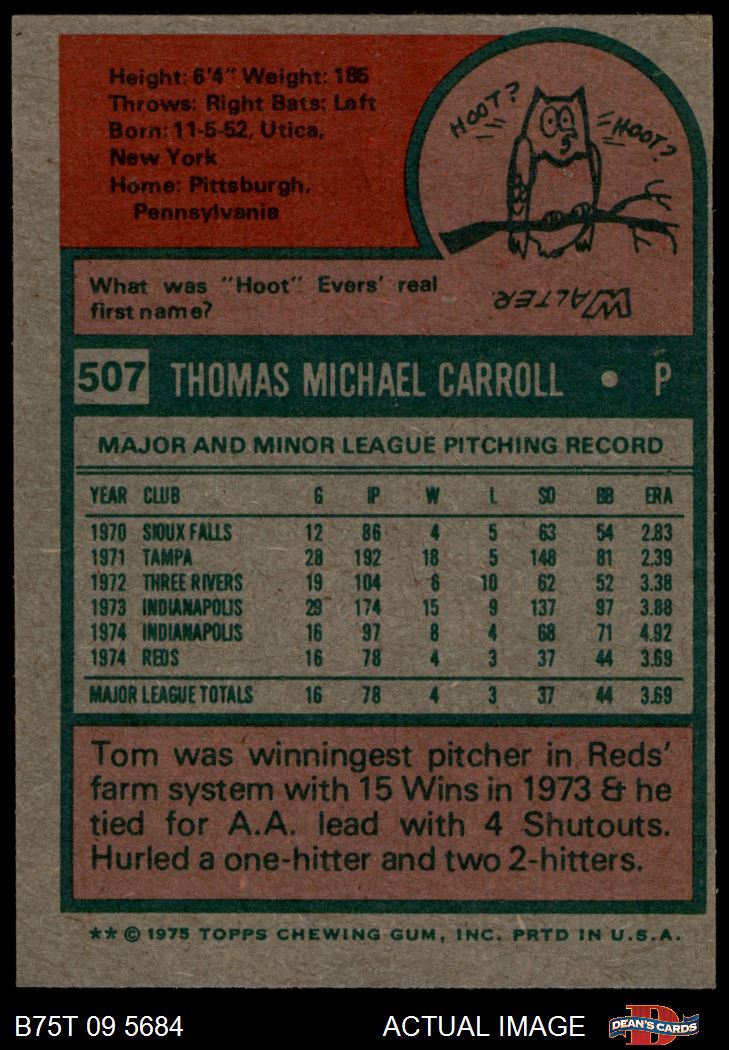 Height: 6'4" Weight: 185
Throws: Right Bats: Left
Born: 11-5-52, Utica,
New York
Home: Pittsburgh,
Pennsylvania
HOOT?
HOOT?
What was "Hoot" Evers' real
first name?
WALTER.
507 THOMAS MICHAEL CARROLL • P
MAJOR AND MINOR LEAGUE PITCHING RECORD
YEAR CLUB G IP W L SO BB ERA
1970 SIOUX FALLS 12 86 4 5 63 54 2.83
1971 TAMPA 28 192 18 5 148 81 2.39
1972 THREE RIVERS 19 104 6 10 62 52 3.38
1973 INDIANAPOLIS 29 174 15 9 137 97 3.88
1974 INDIANAPOLIS 16 97 8 4 68 71 4.92
1974 REDS 16 78 4 3 37 44 3.69
MAJOR LEAGUE TOTALS 16 78 4 3 37 44 3.69
Tom was winningest pitcher in Reds'
farm system with 15 Wins in 1973 & he
tied for A.A. lead with 4 Shutouts.
Hurled a one-hitter and two 2-hitters.
** © 1975 TOPPS CHEWING GUM, INC. PRTD IN U.S.A.
B75T 09 5684 ACTUAL IMAGE DEAN'S CARDS